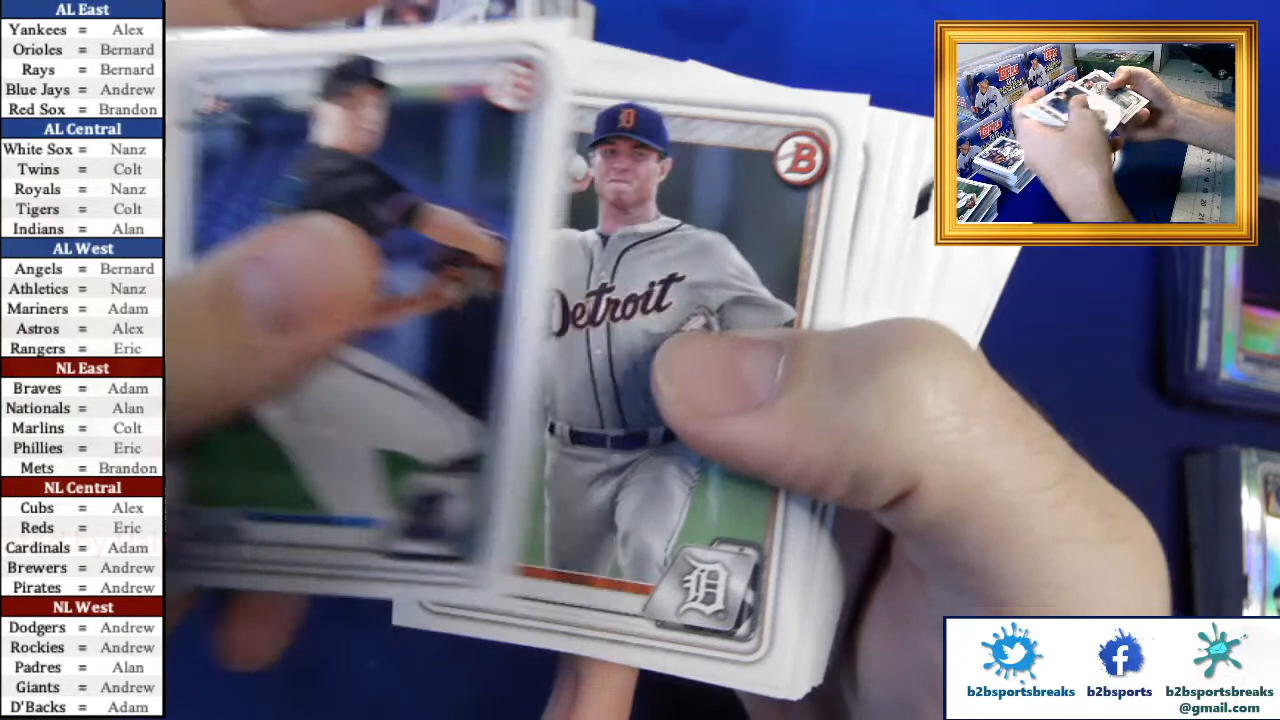 AL East
Yankees = Alex
Orioles = Bernard
Rays = Bernard
Blue Jays = Andrew
Red Sox = Brandon
AL Central
White Sox = Nanz
Twins = Colt
Royals = Nanz
Tigers = Colt
Indians = Alan
AL West
Angels = Bernard
Athletics = Nanz
Mariners = Adam
Astros = Alex
Rangers = Eric
NL East
Braves = Adam
Nationals = Alan
Marlins = Colt
Phillies = Eric
Mets = Brandon
NL Central
Cubs = Alex
Reds = Eric
Cardinals = Adam
Brewers = Andrew
Pirates = Andrew
NL West
Dodgers = Andrew
Rockies = Andrew
Padres = Alan
Giants = Andrew
D'Backs = Adam
D
B
Detroit
D
TOPPS
TOPPS
TOPPS
b2bsportsbreaks
b2bsports
b2bsportsbreaks
@gmail.com